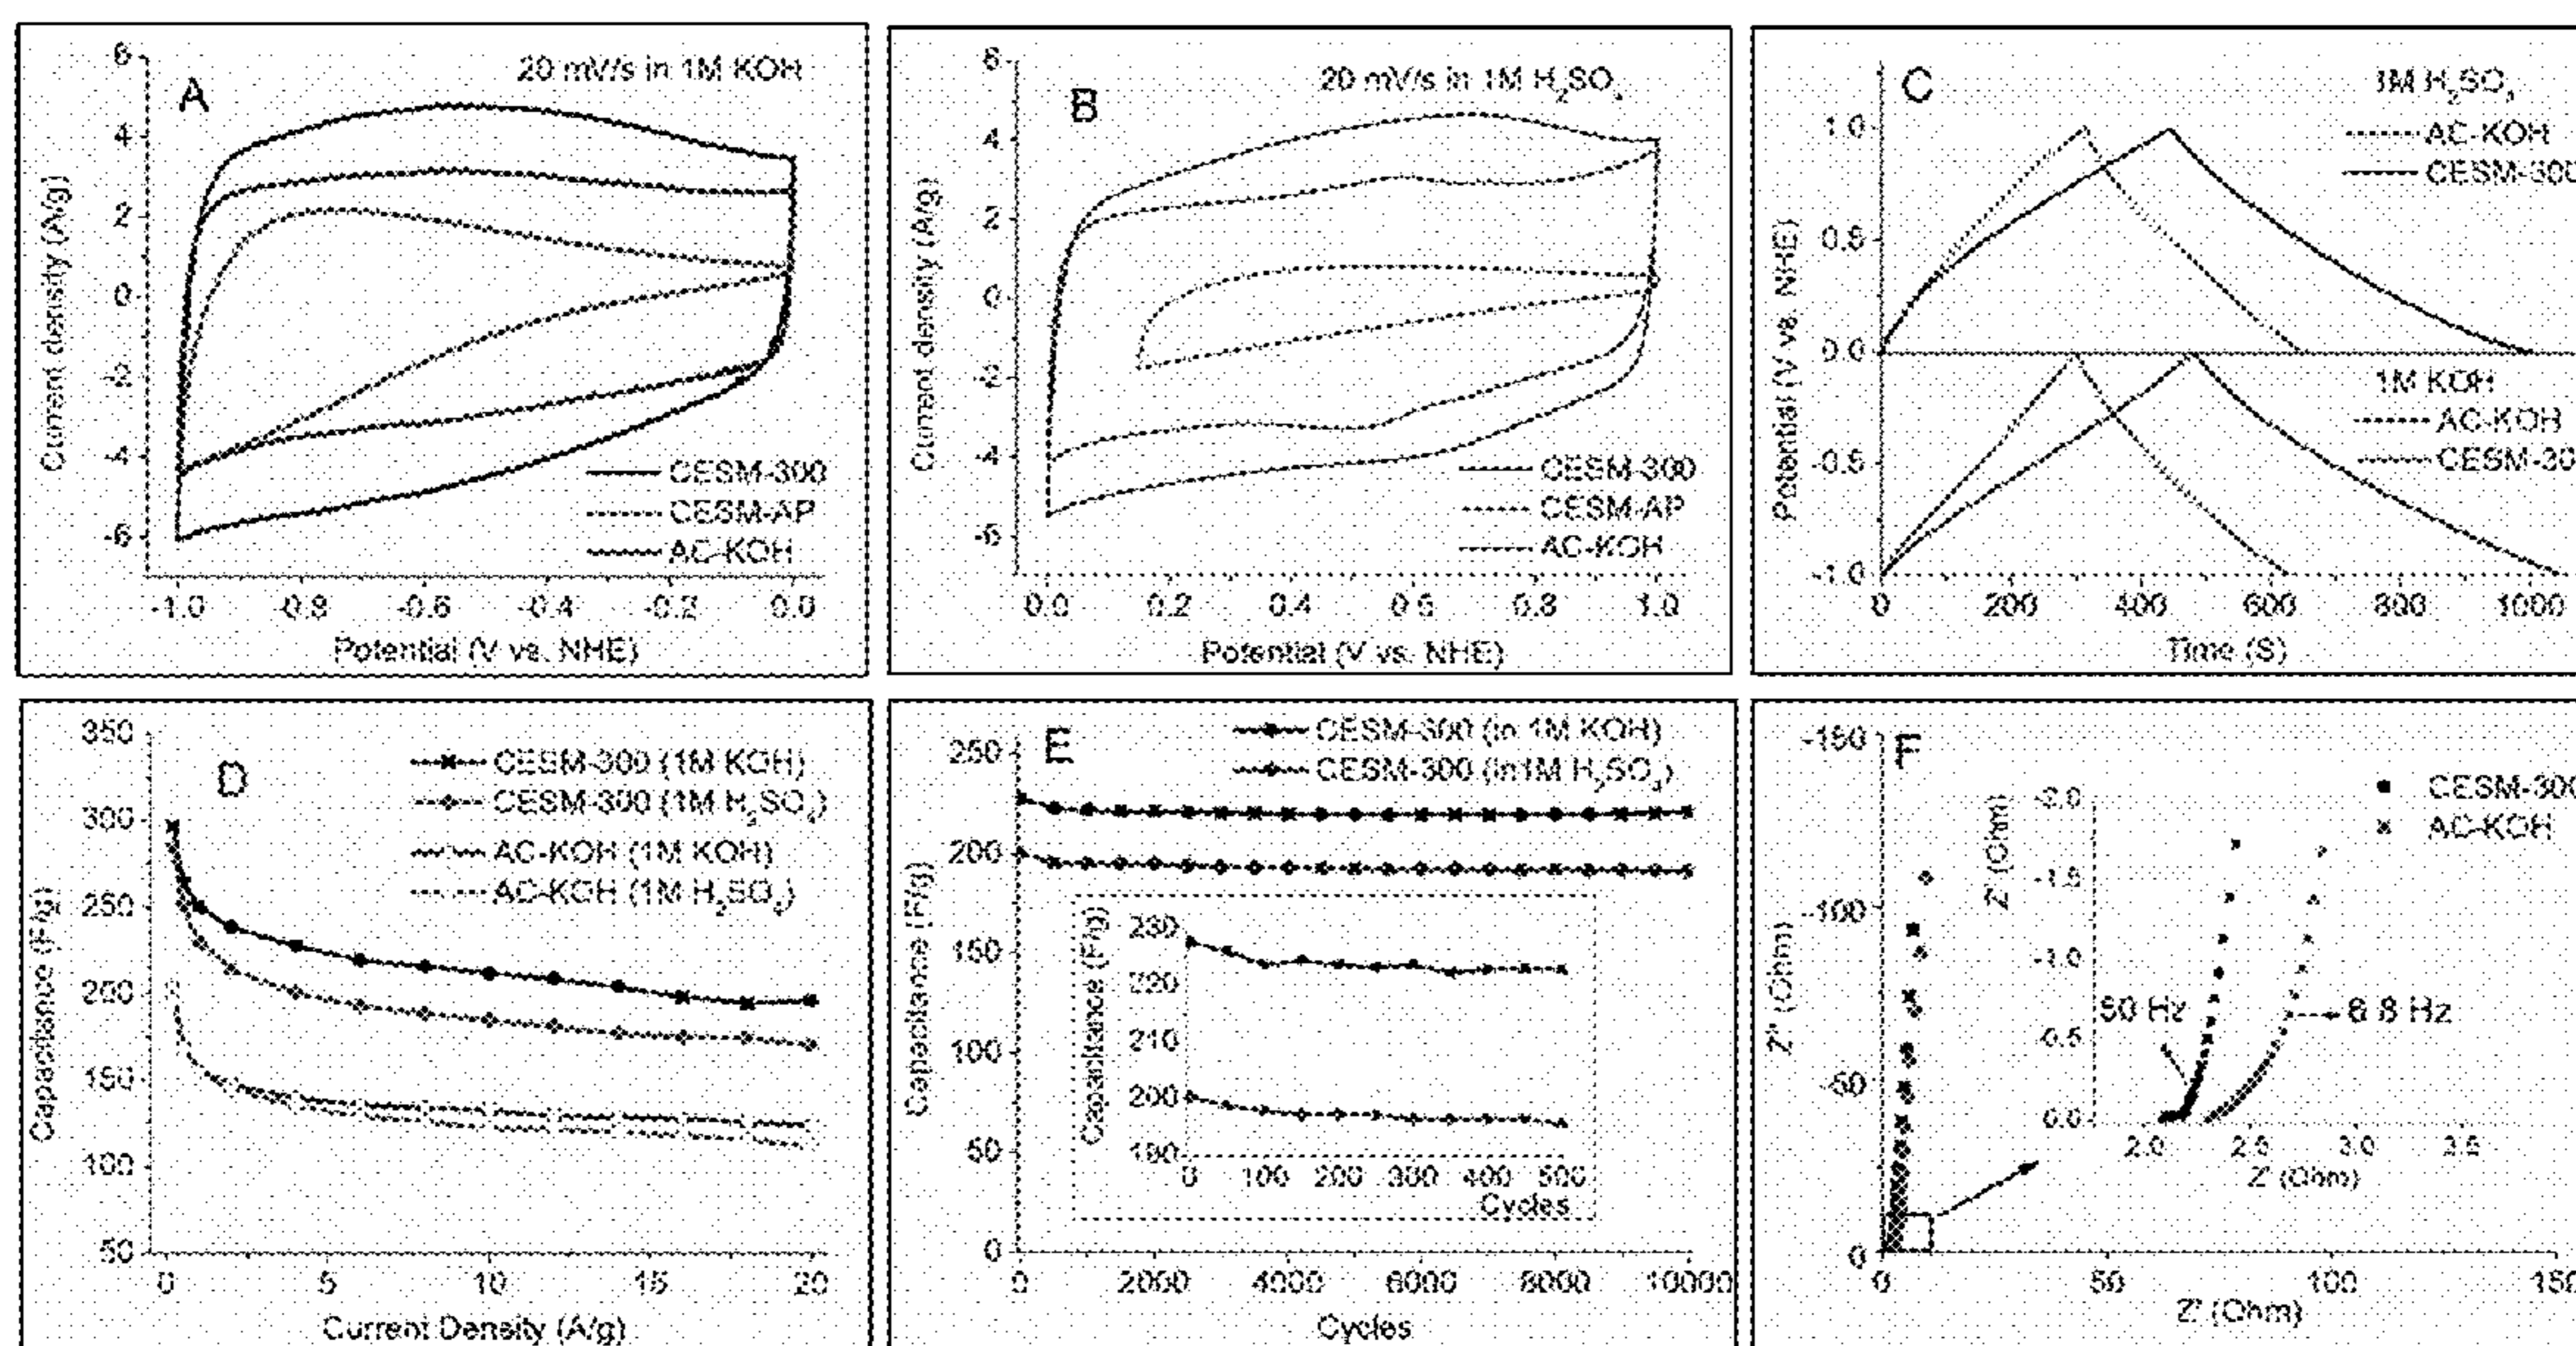 A
20 mV/s in 1M KOH
6
4
2
0
-2
-4
-6
Current density (A/g)
CESM-300
CESM-AP
AC-KOH
-1.0 -0.8 -0.6 -0.4 -0.2 0.0
Potential (V vs. NHE)
B
20 mV/s in 1M H2SO4
6
4
2
0
-2
-4
-6
Current density (A/g)
CESM-300
CESM-AP
AC-KOH
0.0 0.2 0.4 0.6 0.8 1.0
Potential (V vs. NHE)
C
1M H2SO4
AC-KOH
CESM-300
1.0
0.5
0.0
-0.5
-1.0
Potential (V vs. NHE)
1M KOH
AC-KOH
CESM-30
0 200 400 600 800 1000
Time (S)
D
CESM-300 (1M KOH)
CESM-300 (1M H2SO4)
AC-KOH (1M KOH)
AC-KOH (1M H2SO4)
350
300
250
200
150
100
50
Capacitance (F/g)
0 5 10 15 20
Current Density (A/g)
E
CESM-300 (in 1M KOH)
CESM-300 (in1M H2SO4)
250
200
150
100
50
0
Capacitance (F/g)
230
220
210
200
190
Capacitance (F/g)
0 100 200 300 400 500
Cycles
0 2000 4000 6000 8000 10000
Cycles
F
CESM-300
AC-KOH
-150
-100
-50
0
Z'' (Ohm)
-2.0
-1.5
-1.0
-0.5
0.0
Z' (Ohm)
50 Hz
6.8 Hz
2.0 2.5 3.0 3.5
Z' (Ohm)
0 50 100 150
Z' (Ohm)